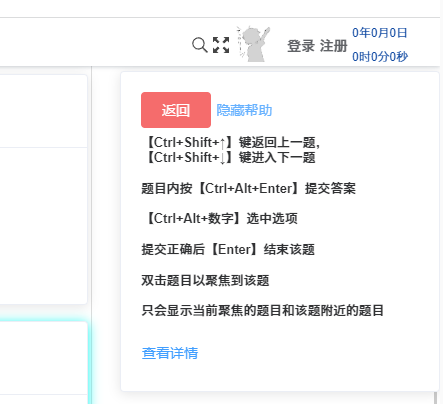 登录 注册
0年0月0日
0时0分0秒
返回 隐藏帮助
【Ctrl+Shift+↑】键返回上一题,
【Ctrl+Shift+↓】键进入下一题
题目内按【Ctrl+Alt+Enter】提交答案
【Ctrl+Alt+数字】选中选项
提交正确后【Enter】结束该题
双击题目以聚焦到该题
只会显示当前聚焦的题目和该题附近的题目
查看详情